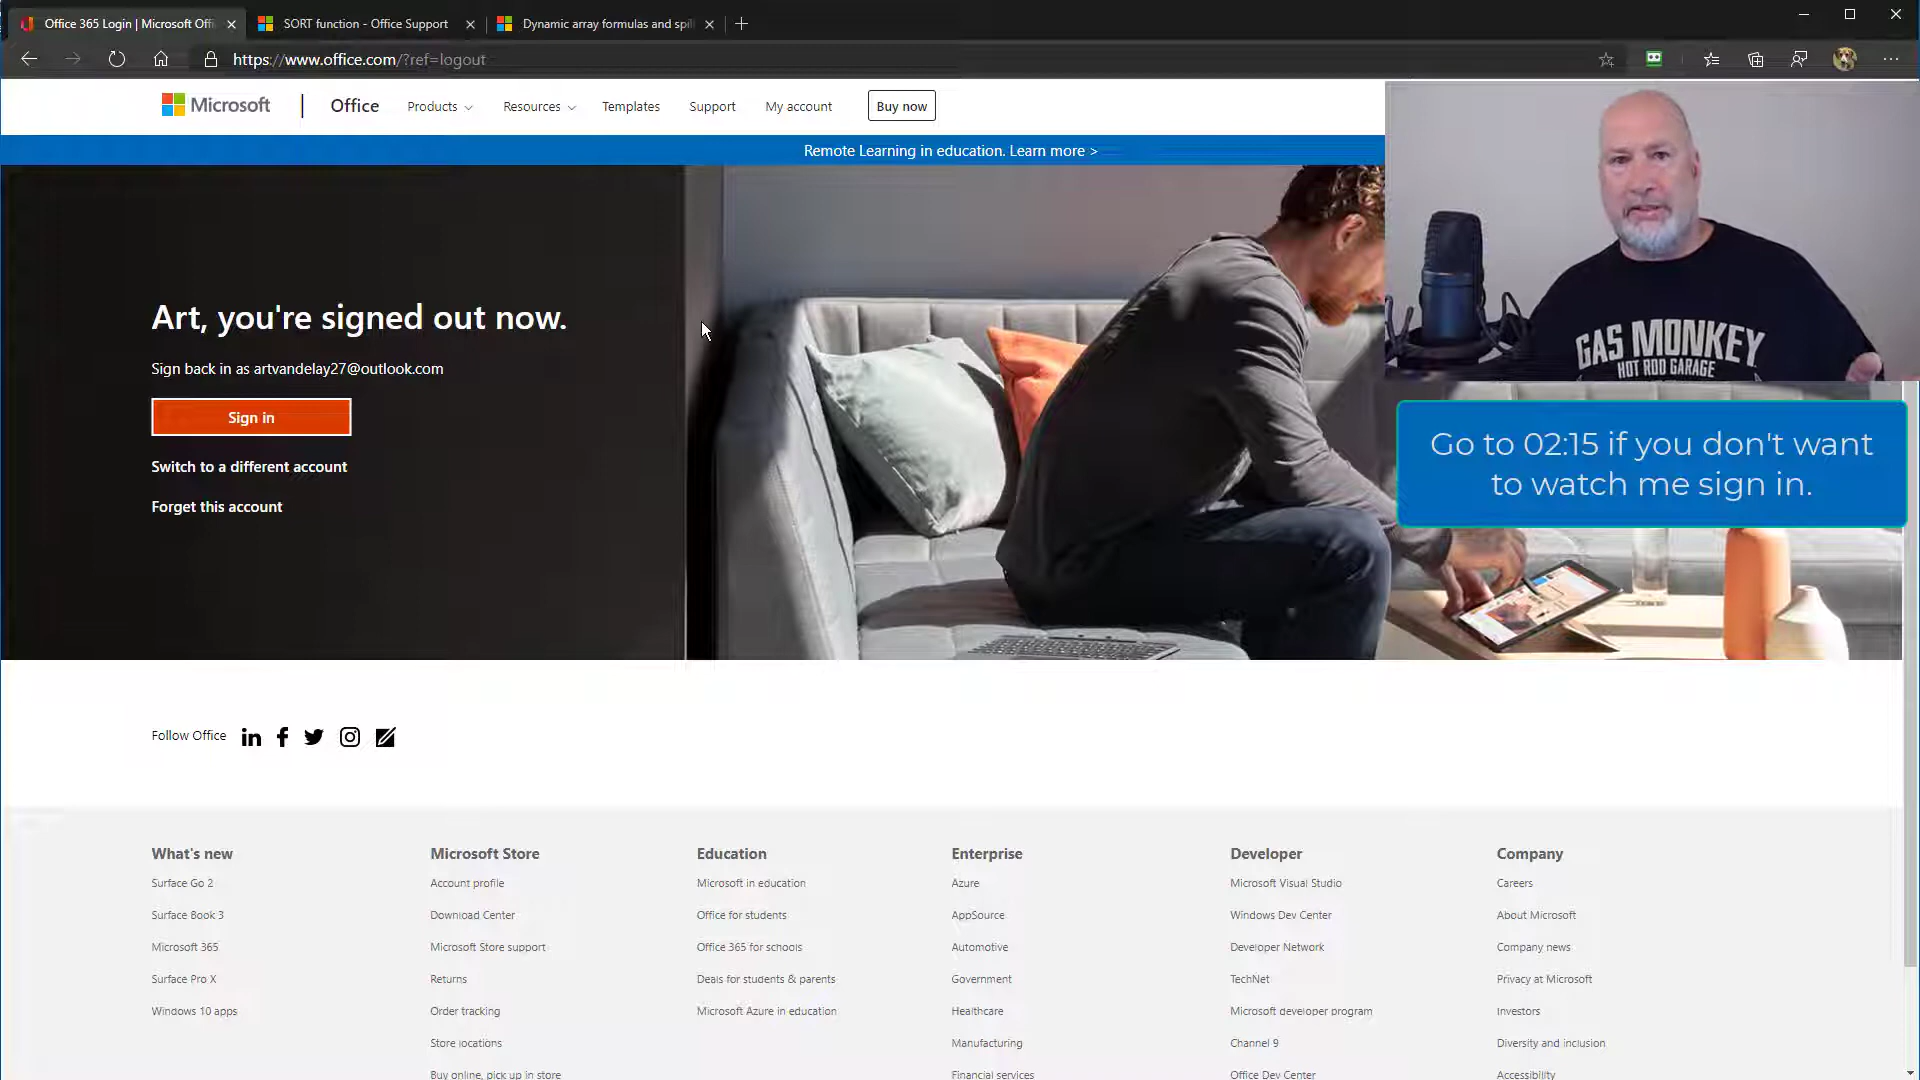 Office 365 Login | Microsoft Offi
SORT function - Office Support
Dynamic array formulas and spil
https://www.office.com/?ref=logout
Microsoft
Office
Products
Resources
Templates
Support
My account
Buy now
Remote Learning in education. Learn more >
GAS MONKEY
HOT ROD GARAGE
Art, you're signed out now.
Sign back in as artvandelay27@outlook.com
Sign in
Switch to a different account
Forget this account
Go to 02:15 if you don't want
to watch me sign in.
Follow Office
What's new
Surface Go 2
Surface Book 3
Microsoft 365
Surface Pro X
Windows 10 apps
Microsoft Store
Account profile
Download Center
Microsoft Store support
Returns
Order tracking
Store locations
Buy online, pick up in store
Education
Microsoft in education
Office for students
Office 365 for schools
Deals for students & parents
Microsoft Azure in education
Enterprise
Azure
AppSource
Automotive
Government
Healthcare
Manufacturing
Financial services
Developer
Microsoft Visual Studio
Windows Dev Center
Developer Network
TechNet
Microsoft developer program
Channel 9
Office Dev Center
Company
Careers
About Microsoft
Company news
Privacy at Microsoft
Investors
Diversity and inclusion
Accessibility